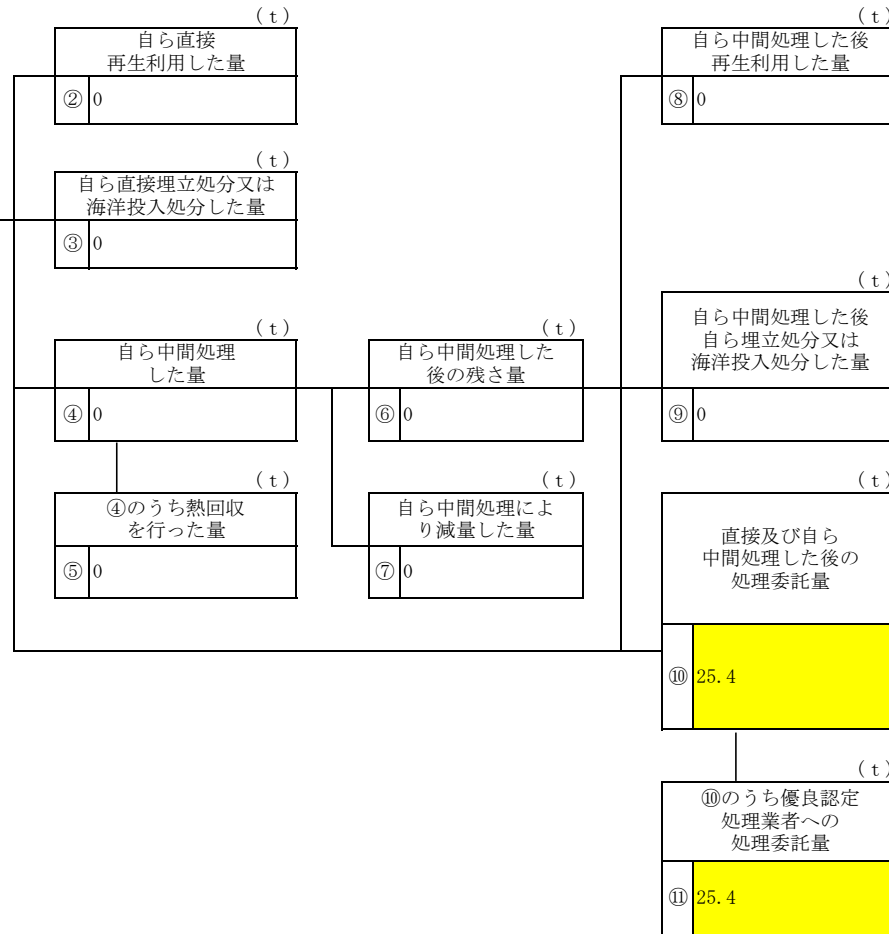 (t)
自ら直接
再生利用した量
② 0
(t)
自ら直接埋立処分又は
海洋投入処分した量
③ 0
(t)
自ら中間処理
した量
④ 0
(t)
④のうち熱回収
を行った量
⑤ 0
(t)
自ら中間処理した
後の残さ量
⑥ 0
(t)
自ら中間処理によ
り減量した量
⑦ 0
(t)
自ら中間処理した後
再生利用した量
⑧ 0
(t)
自ら中間処理した後
自ら埋立処分又は
海洋投入処分した量
⑨ 0
(t)
直接及び自ら
中間処理した後の
処理委託量
⑩ 25.4
(t)
⑩のうち優良認定
処理業者への
処理委託量
⑪ 25.4